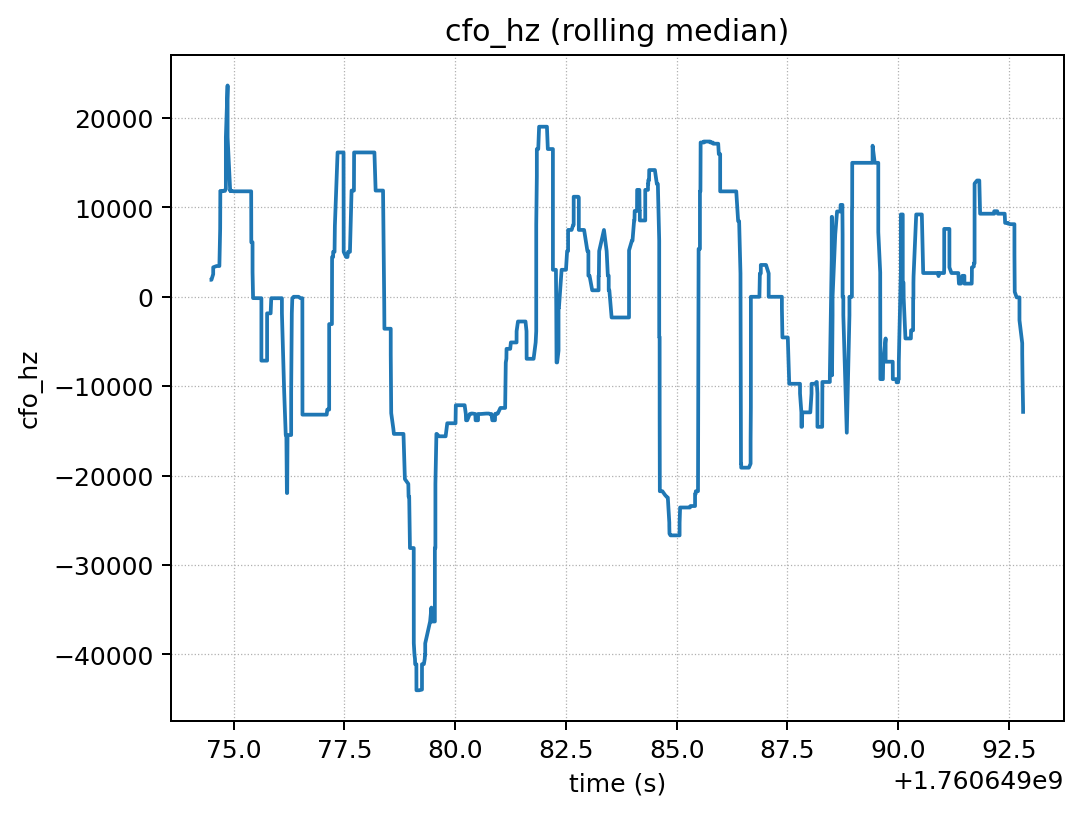 cfo_hz (rolling median)
cfo_hz
20000
10000
0
−10000
−20000
−30000
−40000
75.0 77.5 80.0 82.5 85.0 87.5 90.0 92.5
time (s)
+1.760649e9